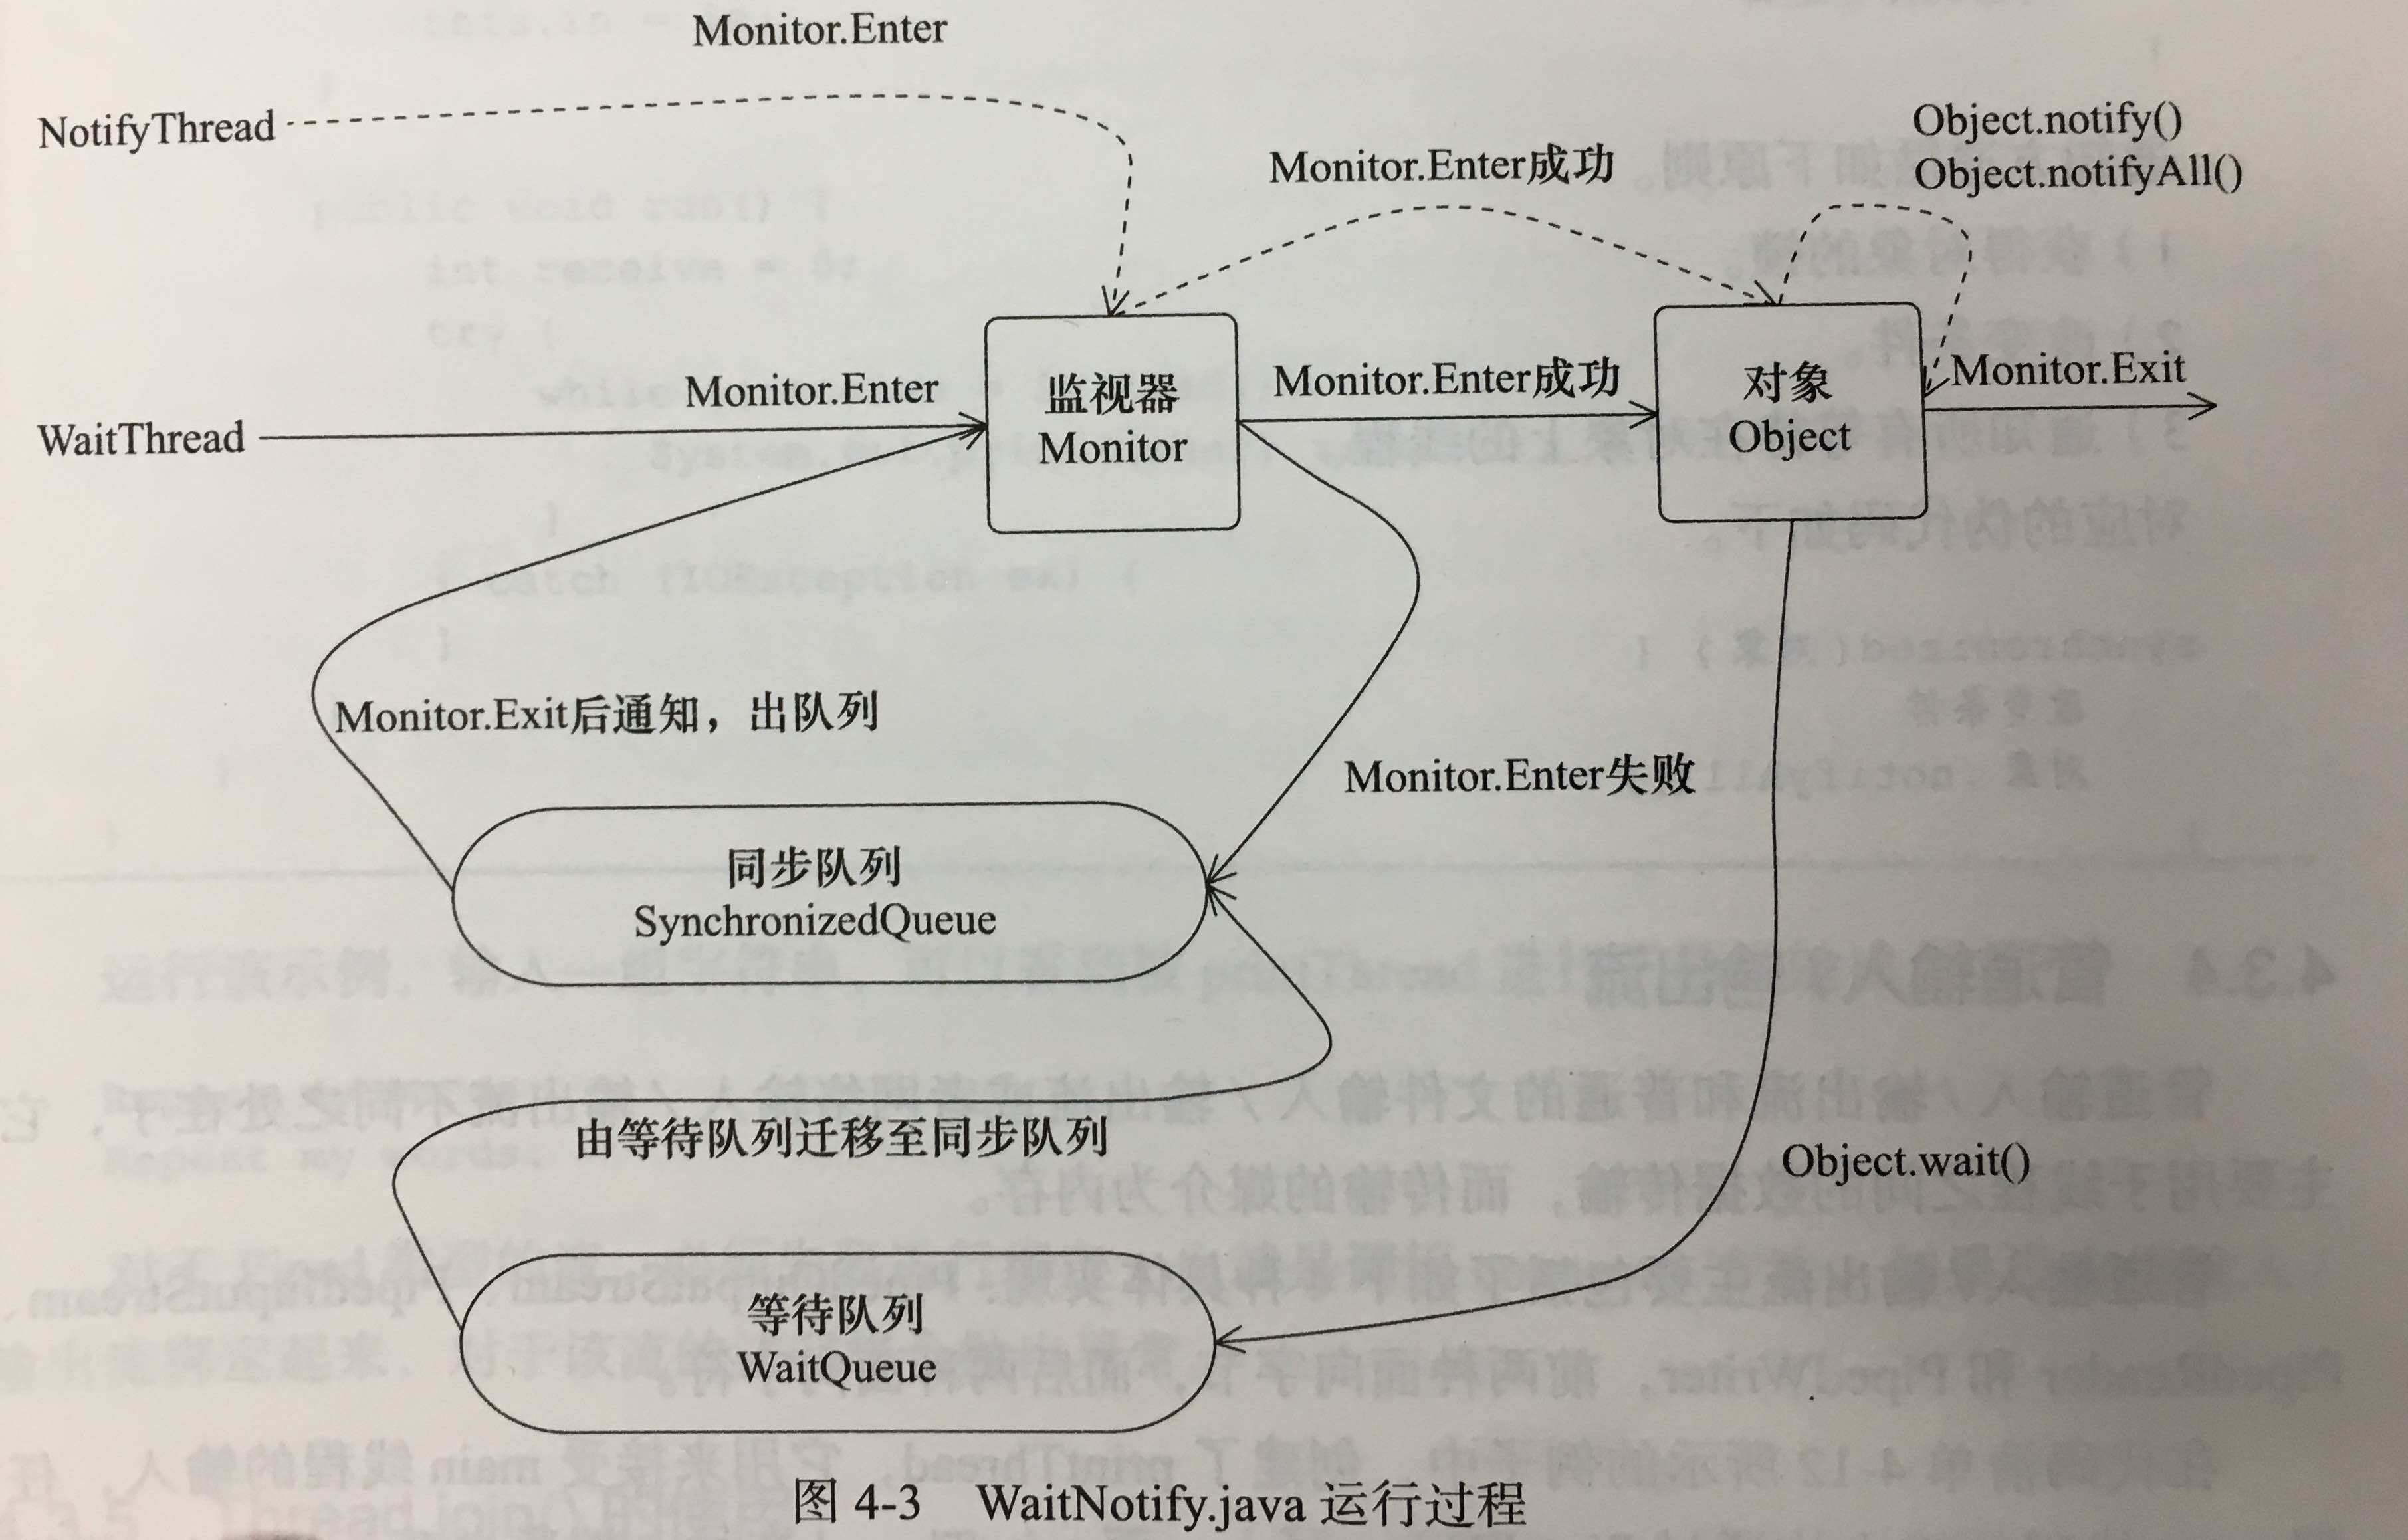 Monitor.Enter
NotifyThread
Monitor.Enter成功
Object.notify()
Object.notifyAll()
WaitThread
Monitor.Enter
监视器
Monitor
Monitor.Enter成功
对象
Object
Monitor.Exit
Monitor.Exit后通知，出队列
Monitor.Enter失败
同步队列
SynchronizedQueue
由等待队列迁移至同步队列
Object.wait()
等待队列
WaitQueue
图 4-3 WaitNotify.java 运行过程